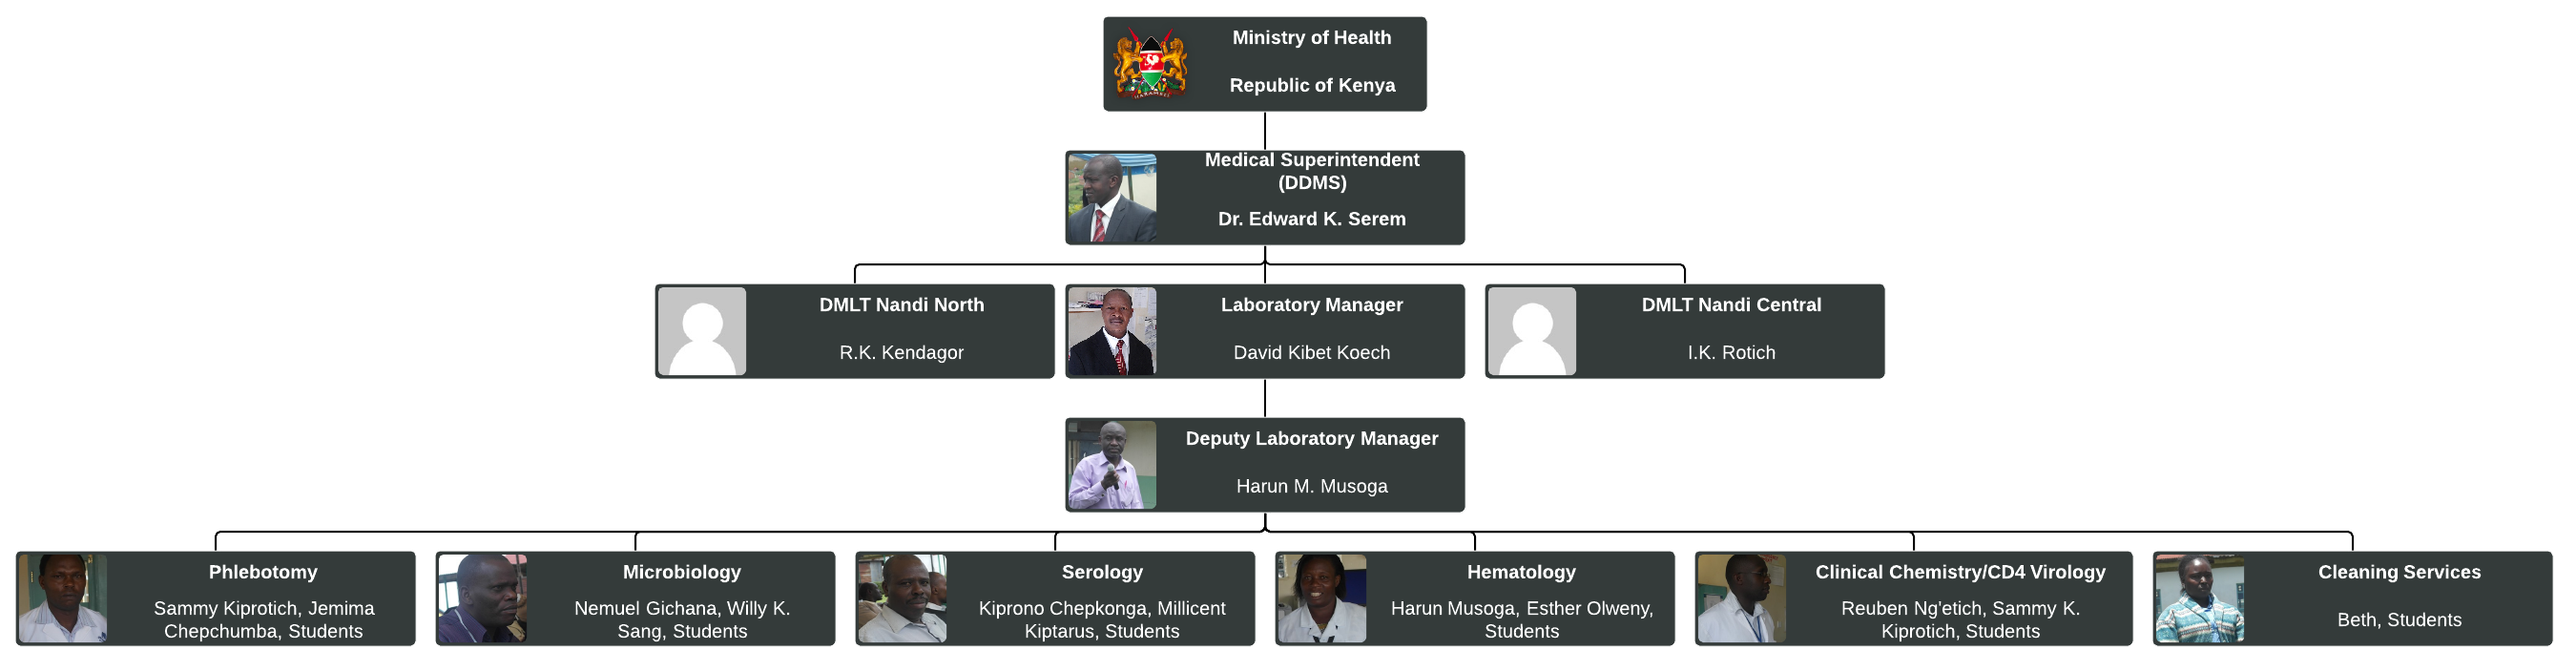 Ministry of Health
Republic of Kenya
Medical Superintendent
(DDMS)
Dr. Edward K. Serem
DMLT Nandi North
R.K. Kendagor
Laboratory Manager
David Kibet Koech
DMLT Nandi Central
I.K. Rotich
Deputy Laboratory Manager
Harun M. Musoga
Phlebotomy
Sammy Kiprotich, Jemima
Chepchumba, Students
Microbiology
Nemuel Gichana, Willy K.
Sang, Students
Serology
Kiprono Chepkonga, Millicent
Kiptarus, Students
Hematology
Harun Musoga, Esther Olweny,
Students
Clinical Chemistry/CD4 Virology
Reuben Ng'etich, Sammy K.
Kiprotich, Students
Cleaning Services
Beth, Students